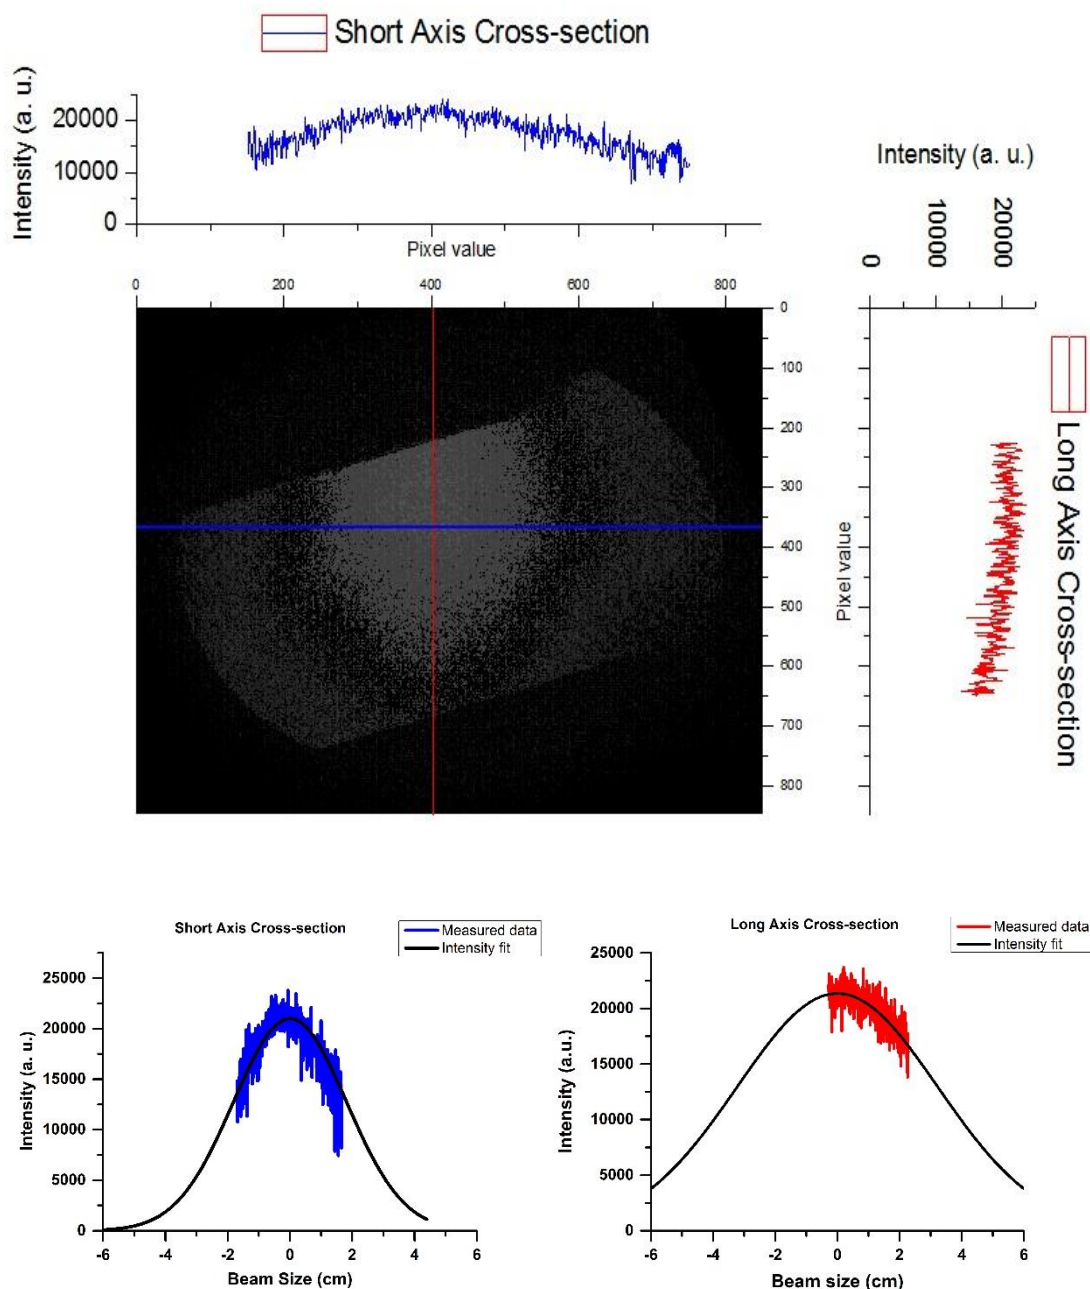 Short Axis Cross-section
Intensity (a. u.)
20000
10000
0
Pixel value
0 200 400 600 800
0
100
200
300
400
500
600
700
800
Pixel value
Intensity (a. u.)
0 10000 20000
Long Axis Cross-section
Short Axis Cross-section
Measured data
Intensity fit
25000
20000
15000
10000
5000
0
Intensity (a. u.)
-6 -4 -2 0 2 4 6
Beam Size (cm)
Long Axis Cross-section
Measured data
Intensity fit
25000
20000
15000
10000
5000
0
Intensity (a.u.)
-6 -4 -2 0 2 4 6
Beam size (cm)